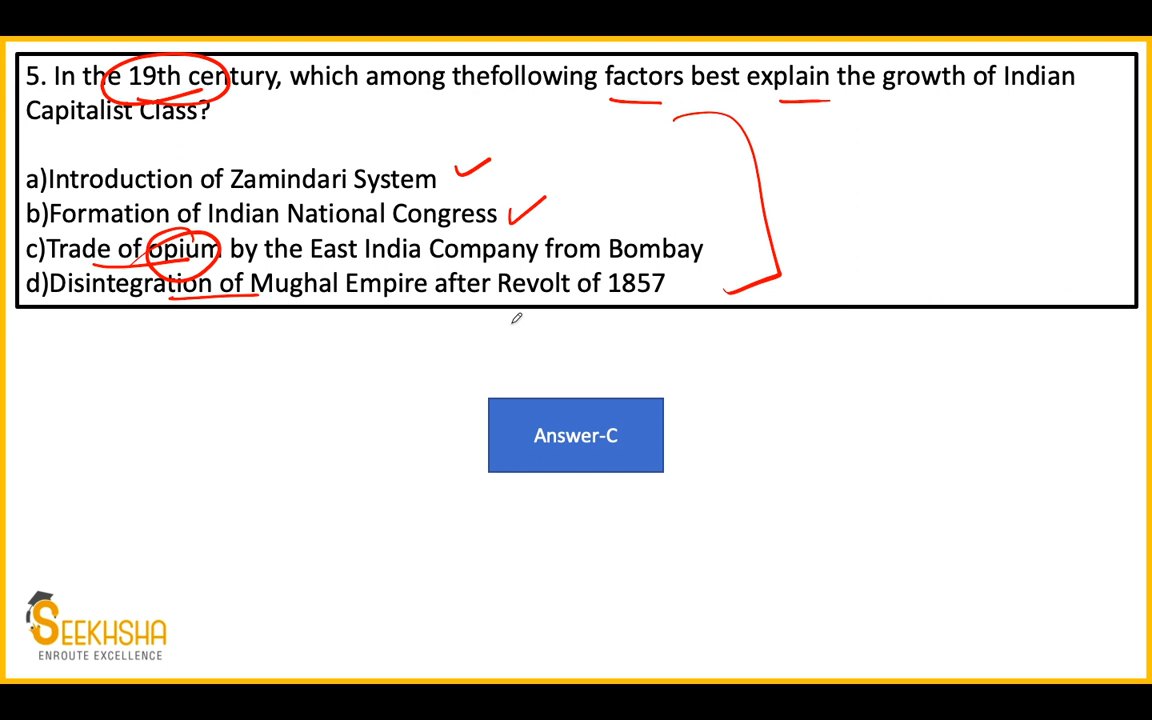 5. In the 19th century, which among thefollowing factors best explain the growth of Indian
Capitalist Class?
a)Introduction of Zamindari System
b)Formation of Indian National Congress
c)Trade of opium by the East India Company from Bombay
d)Disintegration of Mughal Empire after Revolt of 1857
Answer-C
SEEKHSHA
ENROUTE EXCELLENCE